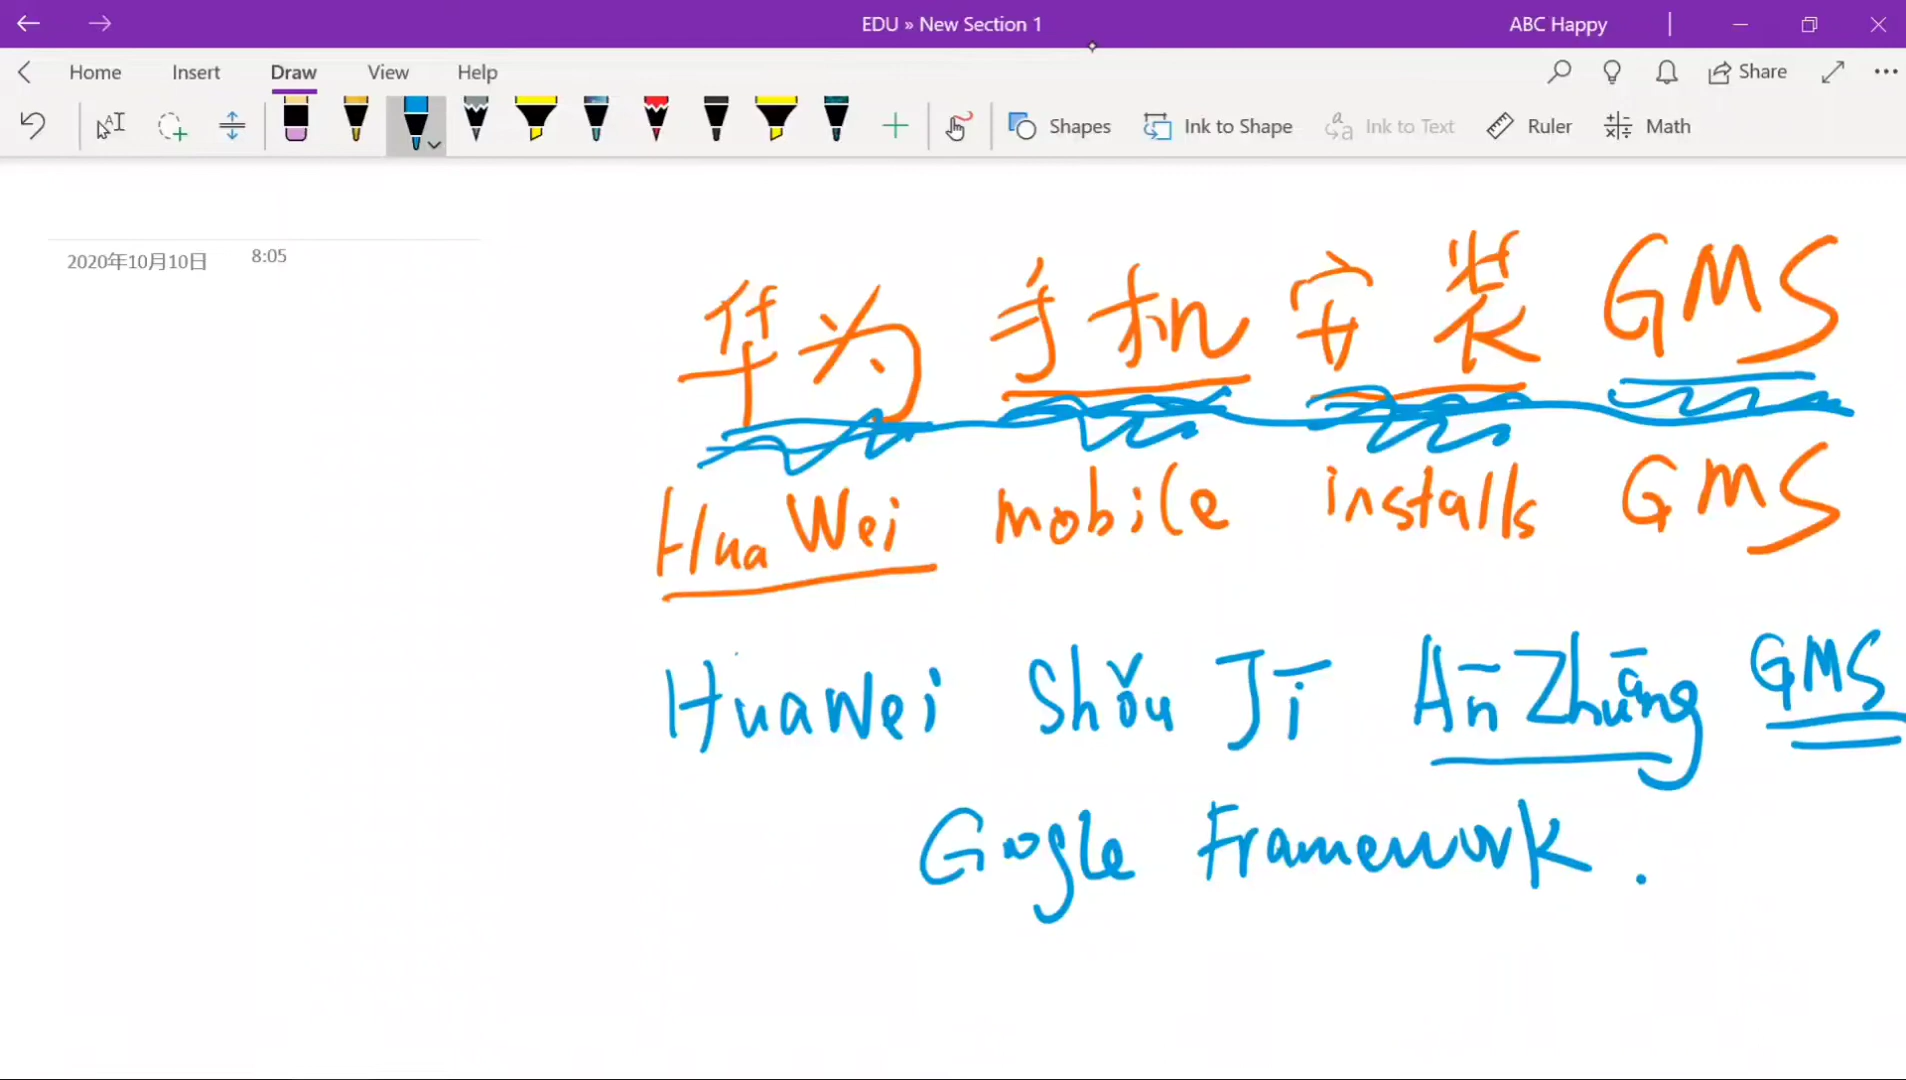 EDU » New Section 1 ABC Happy
Home Insert Draw View Help Share
Shapes Ink to Shape Ink to Text Ruler Math
2020年10月10日 8:05
华为 手机 安装 GMS
HuaWei mobile installs GMS
HuaWei Shǒu Jī Ān Zhuāng GMS
Google Framework.